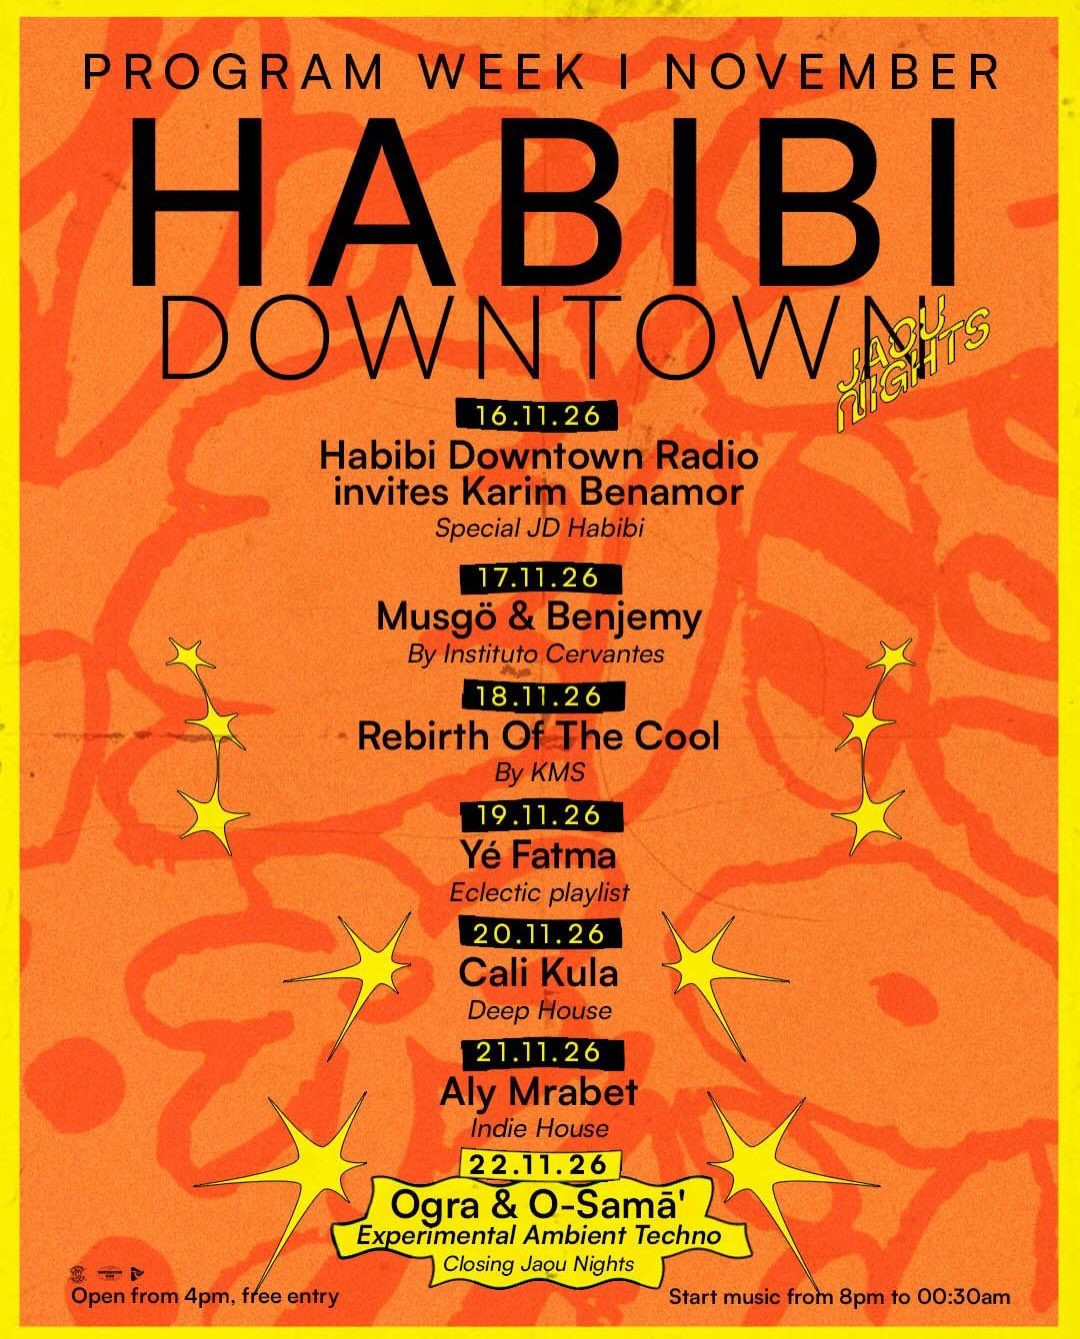 PROGRAM WEEK | NOVEMBER
HABIBI
DOWNTOWN
JAOU
NIGHTS
16.11.26
Habibi Downtown Radio
invites Karim Benamor
Special JD Habibi
17.11.26
Musgö & Benjemy
By Instituto Cervantes
18.11.26
Rebirth Of The Cool
By KMS
19.11.26
Yé Fatma
Eclectic playlist
20.11.26
Cali Kula
Deep House
21.11.26
Aly Mrabet
Indie House
22.11.26
Ogra & O-Samā'
Experimental Ambient Techno
Closing Jaou Nights
Open from 4pm, free entry
Start music from 8pm to 00:30am